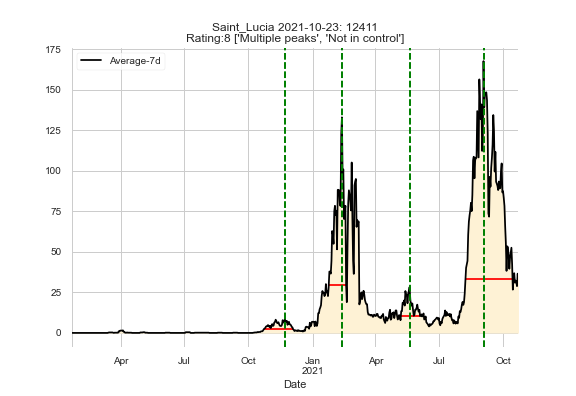 Saint_Lucia 2021-10-23: 12411
Rating:8 ['Multiple peaks', 'Not in control']
Average-7d
175
150
125
100
75
50
25
0
Apr
Jul
Oct
Jan
2021
Apr
Jul
Oct
Date